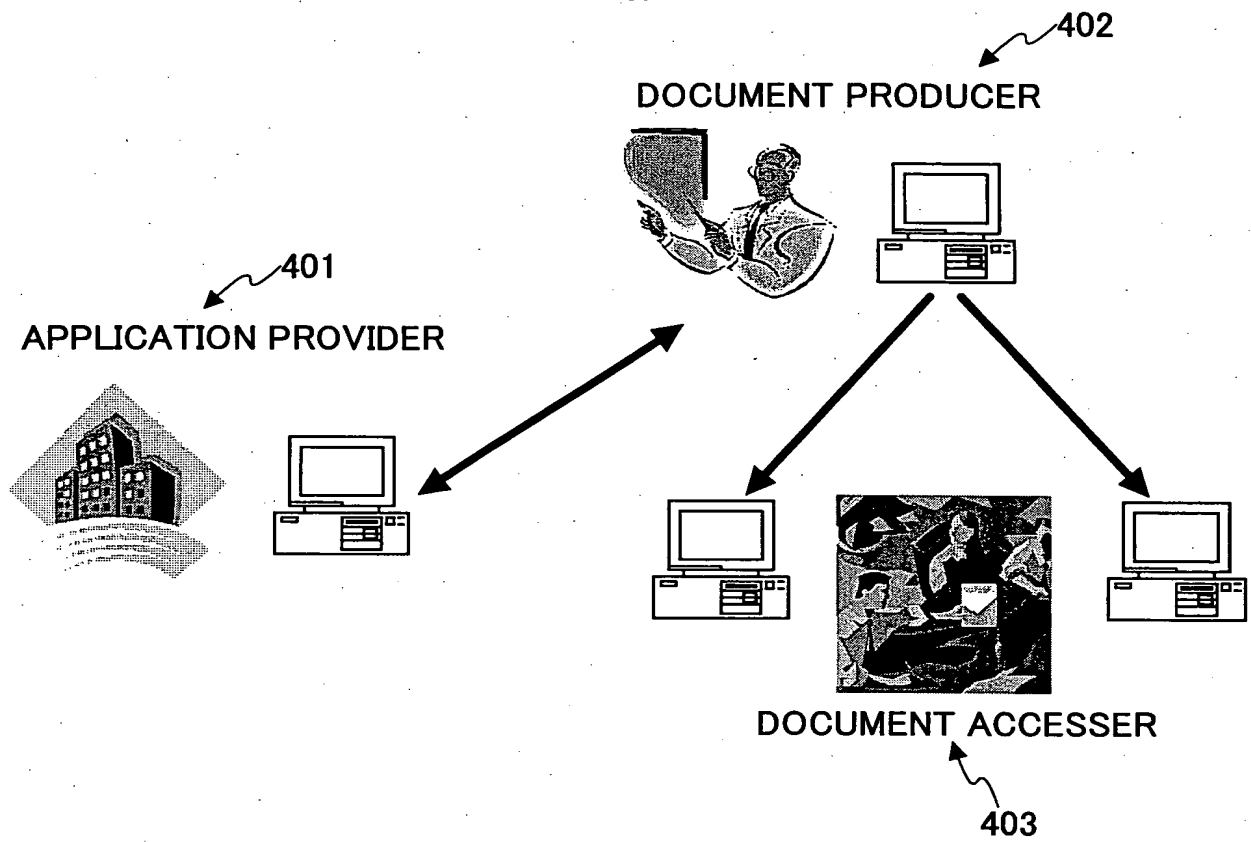 402
DOCUMENT PRODUCER
401
APPLICATION PROVIDER
DOCUMENT ACCESSER
403